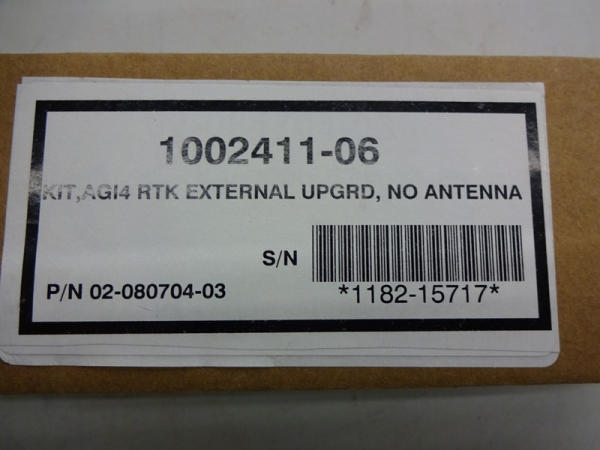 1002411-06
KIT,AGI4 RTK EXTERNAL UPGRD, NO ANTENNA
S/N
P/N 02-080704-03
*1182-15717*